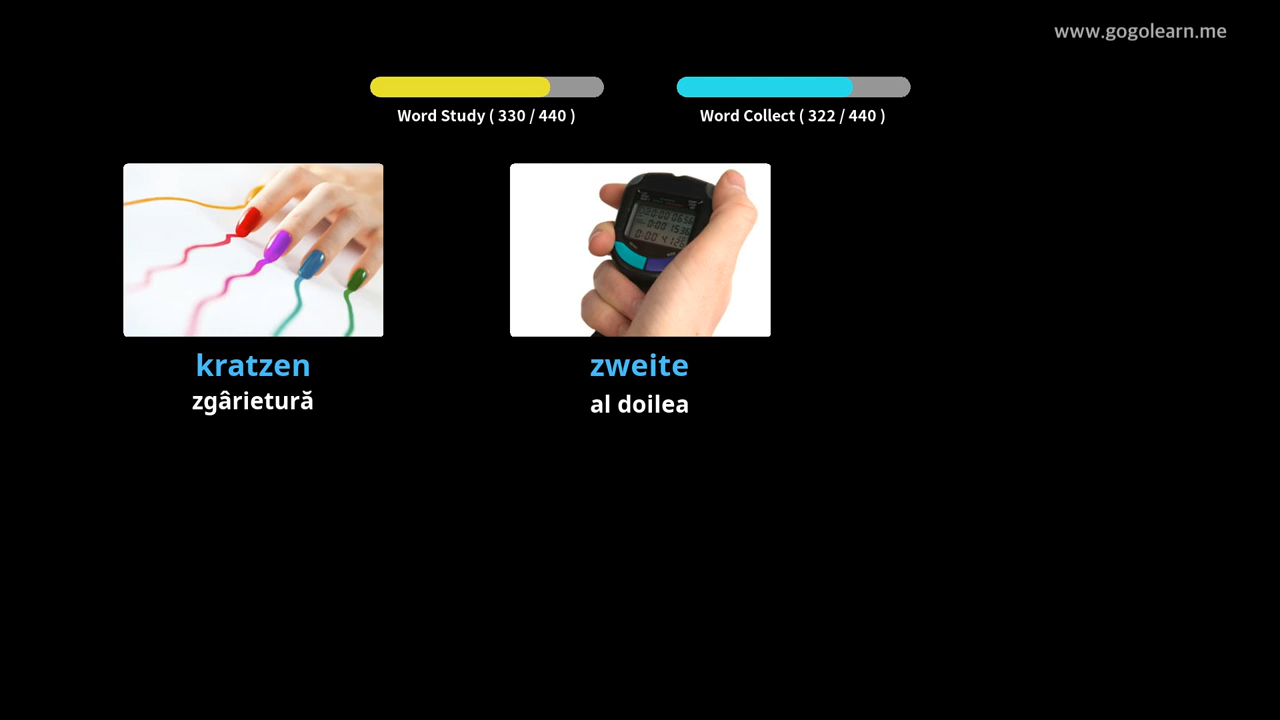 www.gogolearn.me
Word Study ( 330 / 440 )
Word Collect ( 322 / 440 )
kratzen
zgârietură
zweite
al doilea